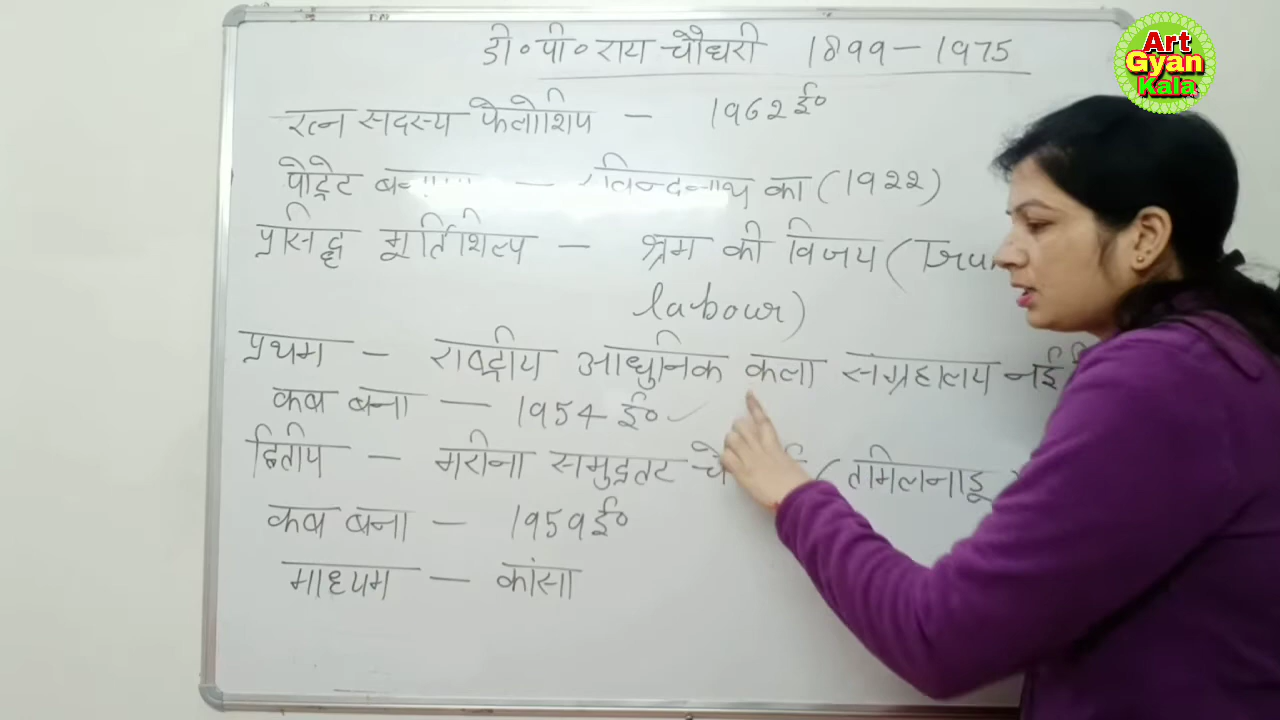 डी॰ पी॰ राय चौधरी 1899 - 1975
रत्न सदस्य फेलोशिप - 1962 ई॰
पोट्रेट - का (1922)
प्रसिद्ध मूर्तिशिल्प - श्रम की विजय (
labour)
प्रथम - राष्ट्रीय आधुनिक कला संग्रहालय नई
कब बना - 1954 ई॰
द्वितीय - मरीना समुद्रतट (तमिलनाडू
कब बना - 1959 ई॰
माध्यम - कांसा
Art
Gyan
Kala